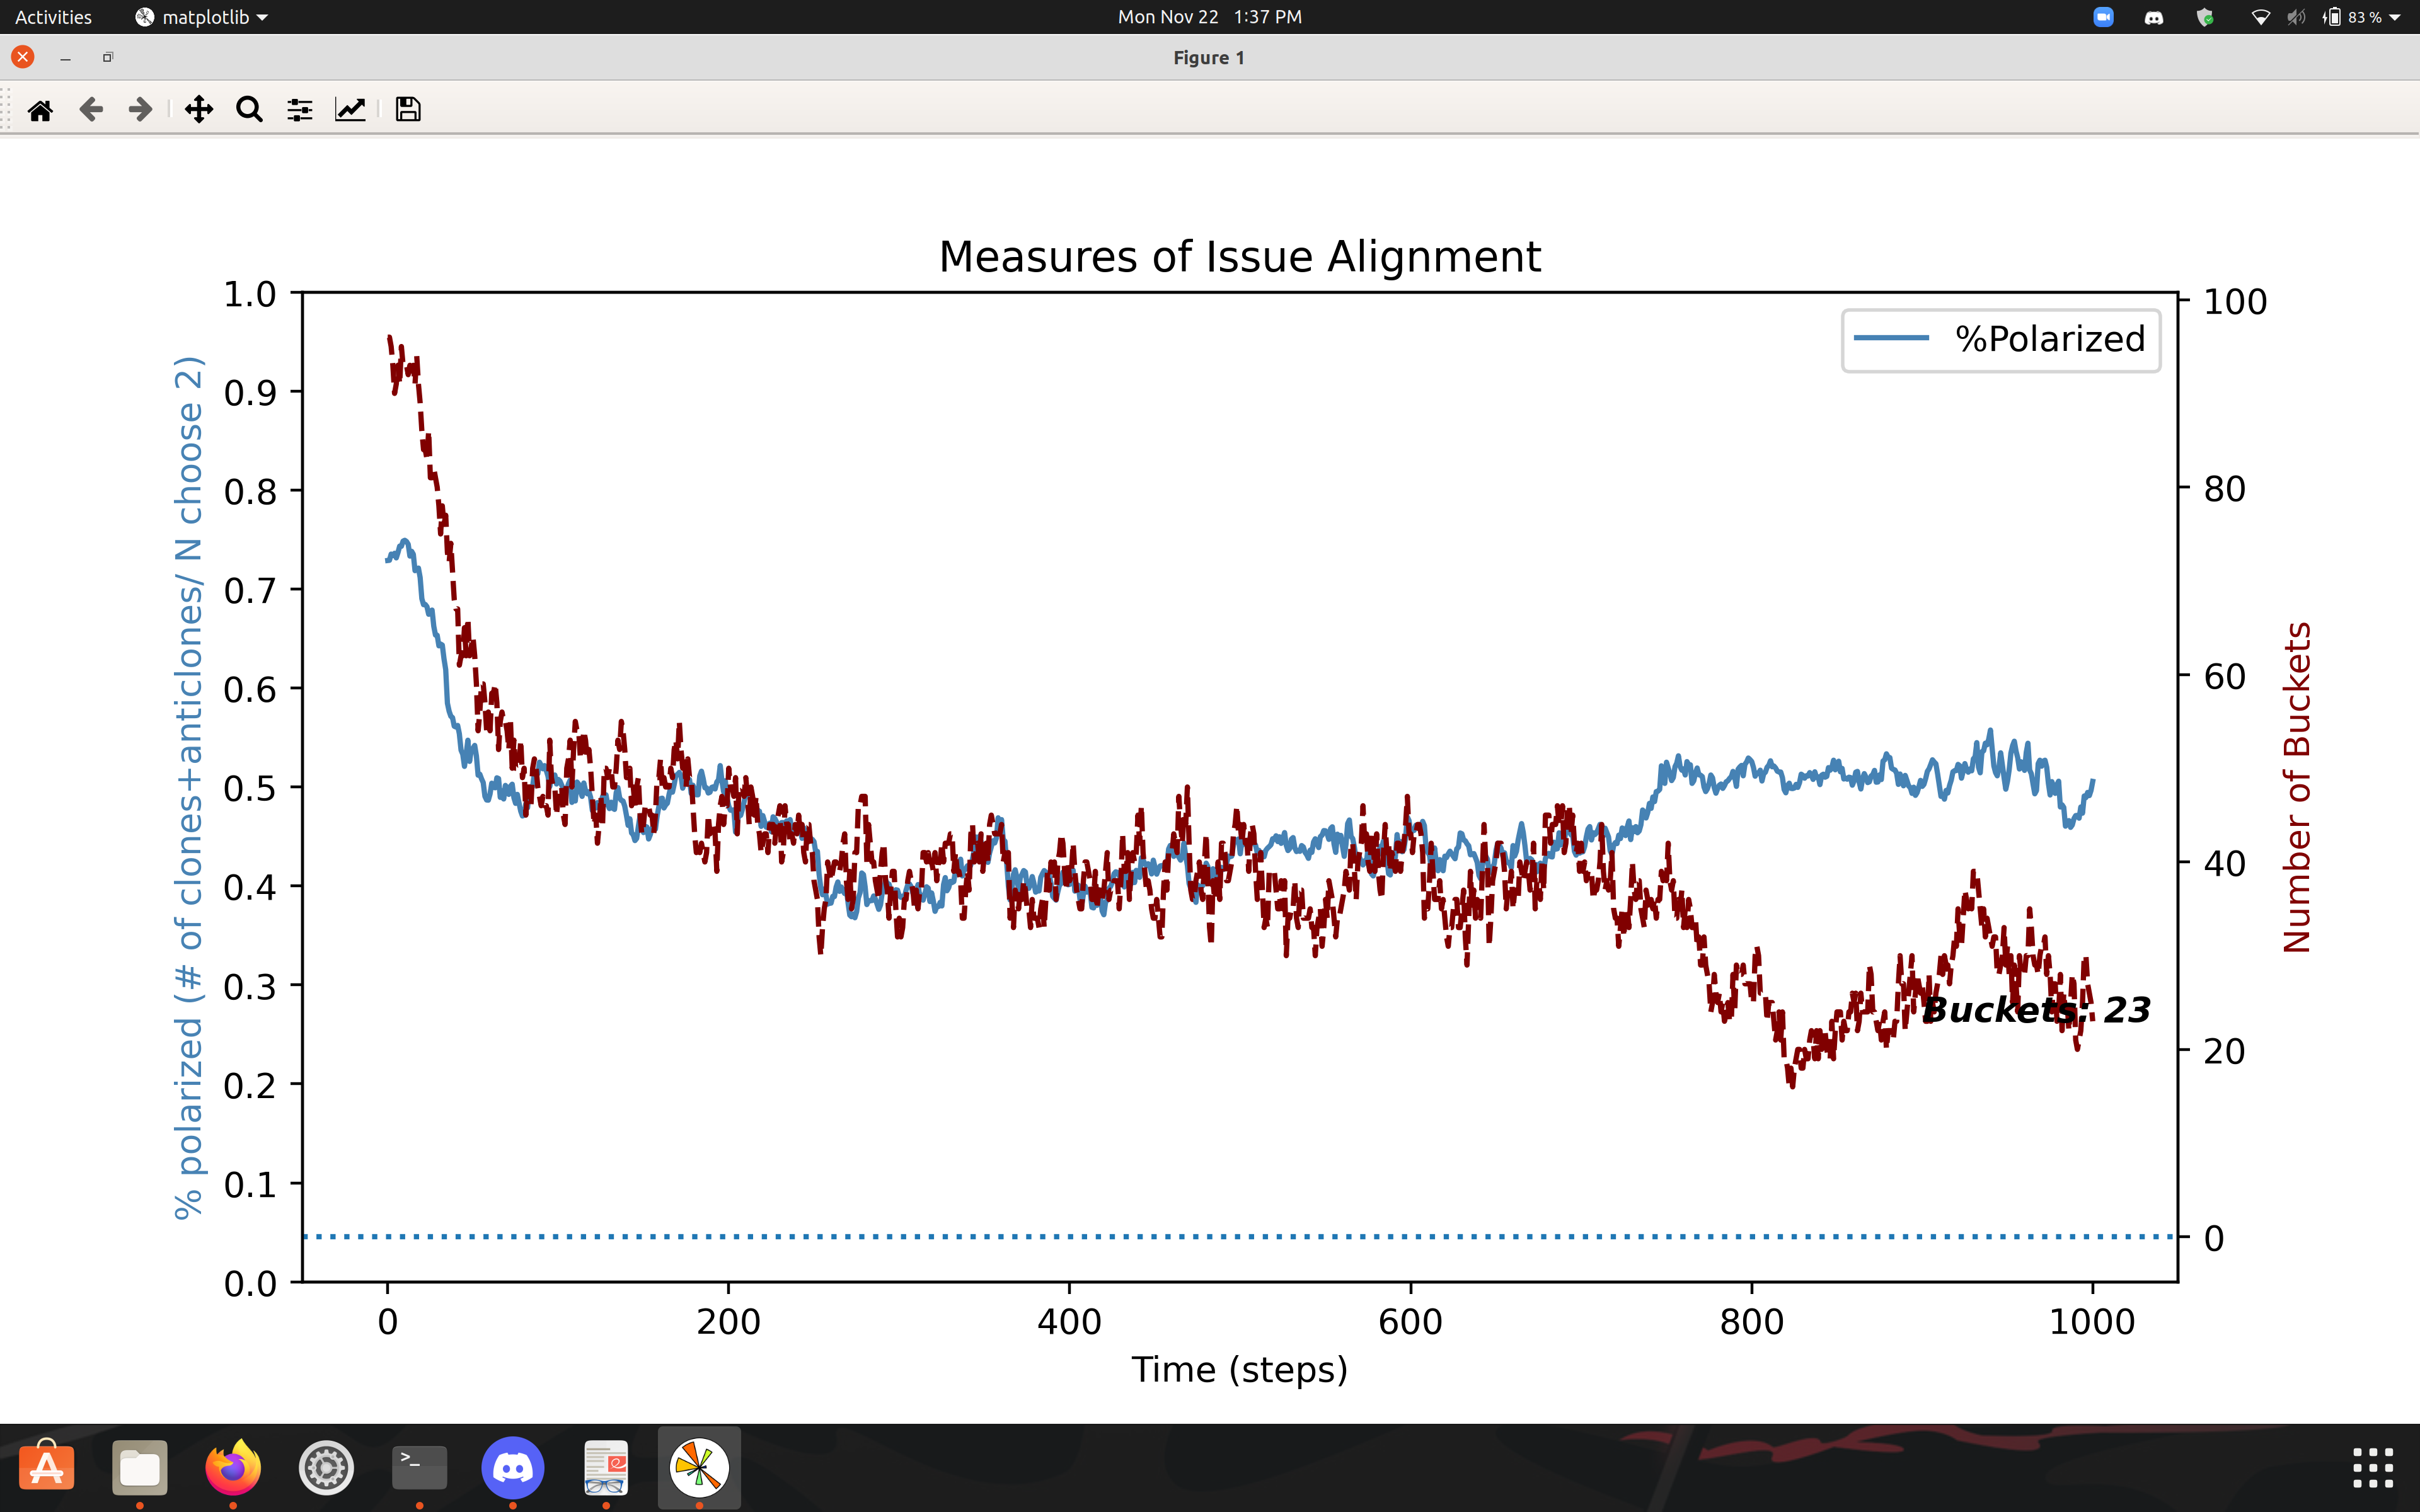 Activities
matplotlib
Mon Nov 22 1:37 PM
83 %
Figure 1
Measures of Issue Alignment
%Polarized
% polarized (# of clones+anticlones/ N choose 2)
1.0
0.9
0.8
0.7
0.6
0.5
0.4
0.3
0.2
0.1
0.0
100
80
60
40
20
0
Number of Buckets
Buckets: 23
0 200 400 600 800 1000
Time (steps)